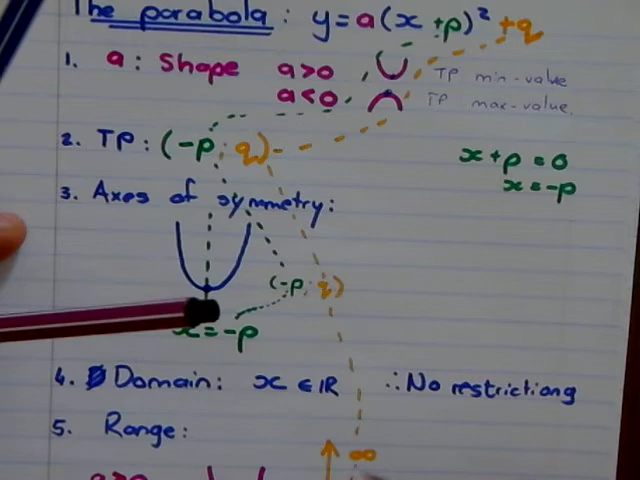 The parabola: y=a(x+p)²+q
1. a: Shape a>0 TP min-value
a<0 TP max-value.
2. TP: (-p; q)
x+p=0
x=-p
3. Axes of symmetry:
(-p; q)
x=-p
4. Domain: x ∈ ℝ ∴ No restrictions
5. Range:
∞
a>0